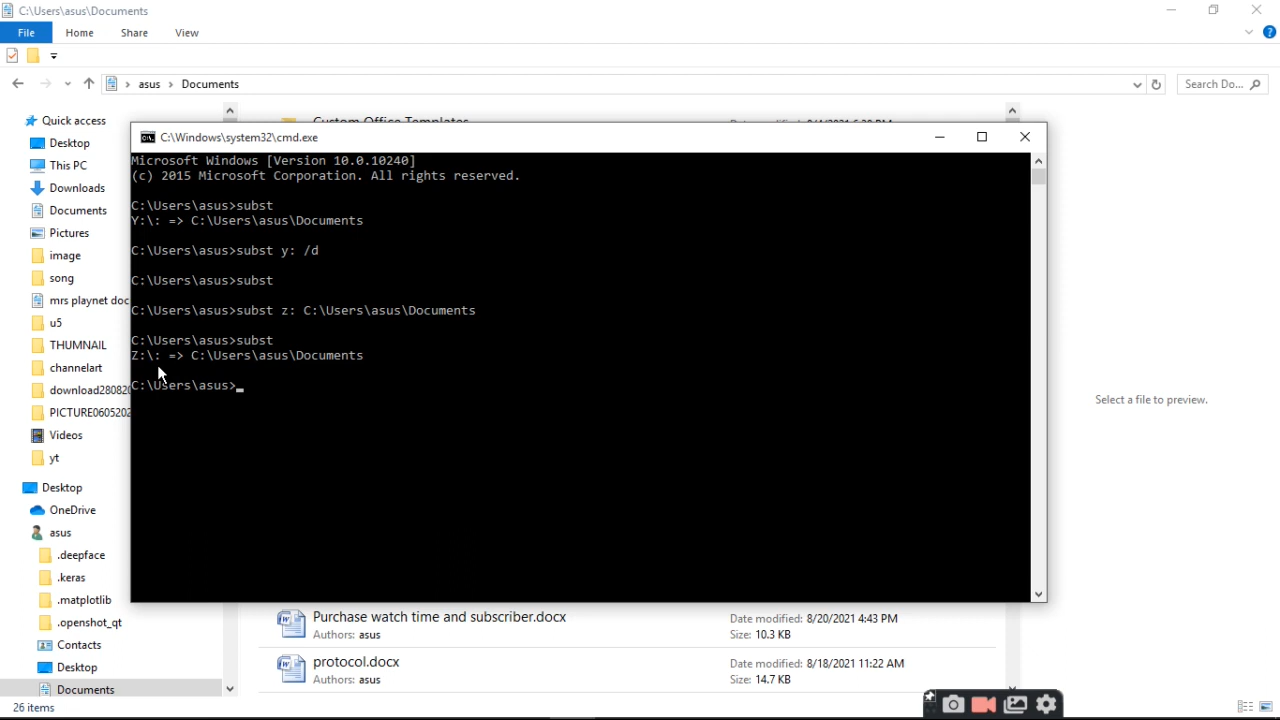 C:\Users\asus\Documents
File Home Share View
asus › Documents
Search Do...
Quick access
Desktop
This PC
Downloads
Documents
Pictures
image
song
mrs playnet doc
u5
THUMNAIL
channelart
download280820
PICTURE0605202
Videos
yt
Desktop
OneDrive
asus
.deepface
.keras
.matplotlib
.openshot_qt
Contacts
Desktop
Documents
C:\Windows\system32\cmd.exe
Microsoft Windows [Version 10.0.10240]
(c) 2015 Microsoft Corporation. All rights reserved.
C:\Users\asus>subst
Y:\: => C:\Users\asus\Documents
C:\Users\asus>subst y: /d
C:\Users\asus>subst
C:\Users\asus>subst z: C:\Users\asus\Documents
C:\Users\asus>subst
Z:\: => C:\Users\asus\Documents
C:\Users\asus>
Select a file to preview.
Purchase watch time and subscriber.docx
Authors: asus
Date modified: 8/20/2021 4:43 PM
Size: 10.3 KB
protocol.docx
Authors: asus
Date modified: 8/18/2021 11:22 AM
Size: 14.7 KB
26 items